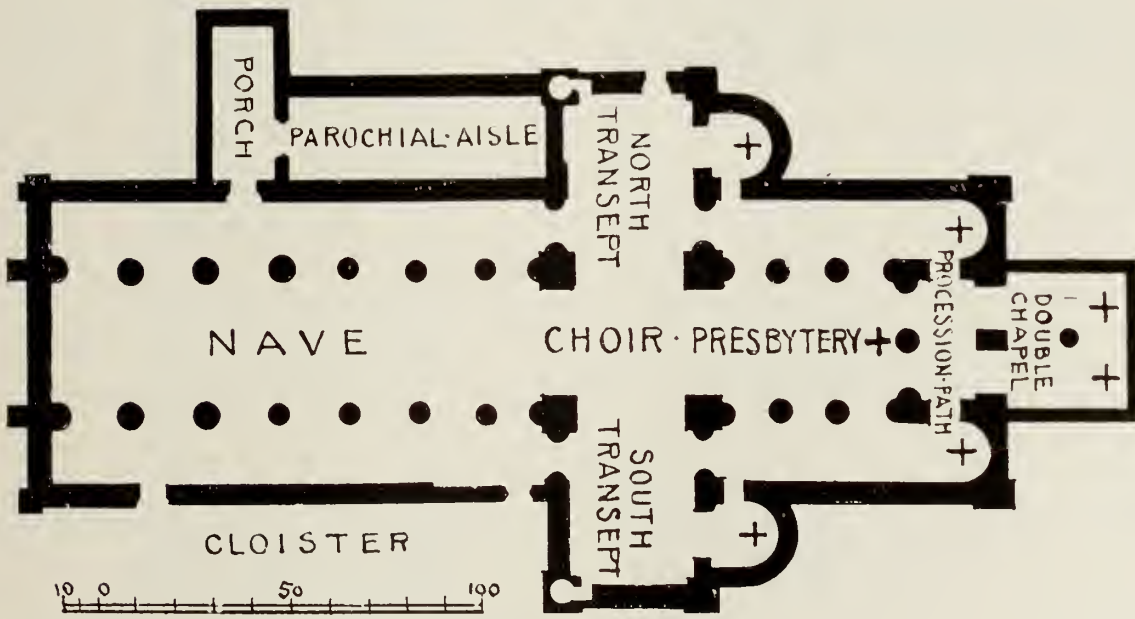 PORCH
PAROCHIAL·AISLE
NORTH
TRANSEPT
NAVE
CHOIR·PRESBYTERY
PROCESSION·PATH
DOUBLE
CHAPEL
SOUTH
TRANSEPT
CLOISTER
10 0 50 100